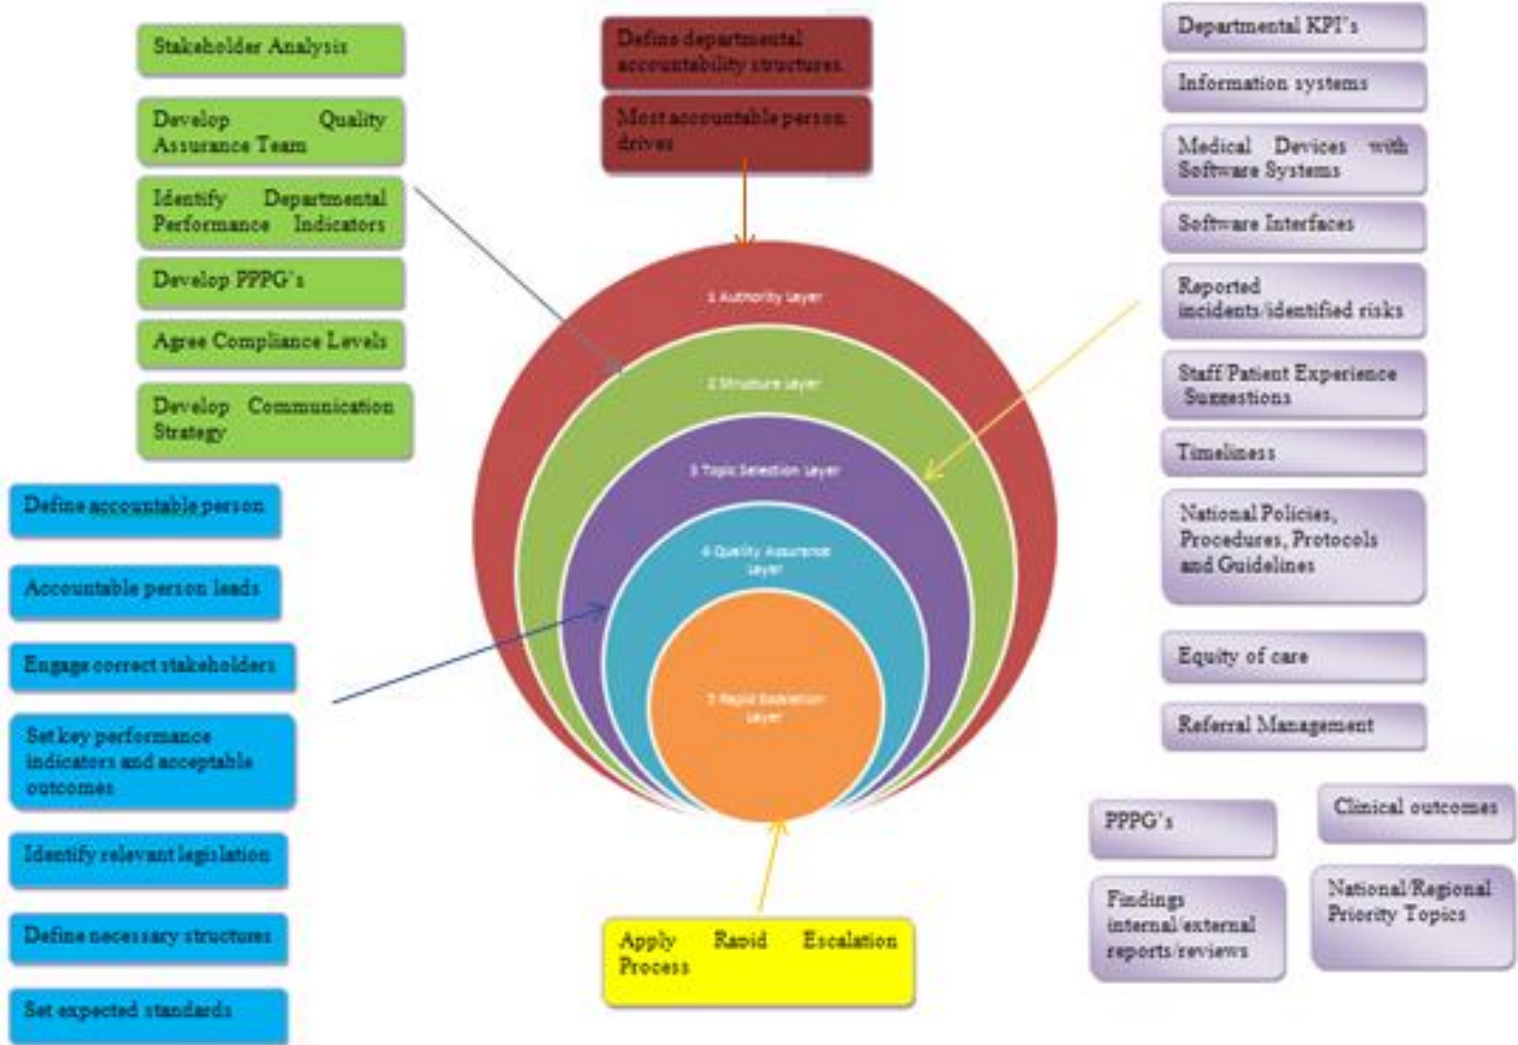 Stakeholder Analysis
Develop Quality
Assurance Team
Identify Departmental
Performance Indicators
Develop PPPG's
Agree Compliance Levels
Develop Communication
Strategy
Define departmental
accountability structures.
Most accountable person
drives
Departmental KPI's
Information systems
Medical Devices with
Software Systems
Software Interfaces
Reported
incidents/identified risks
Staff/Patient Experience
Suggestions
Timeliness
National Policies,
Procedures, Protocols
and Guidelines
Equity of care
Referral Management
PPPG's
Clinical outcomes
Findings
internal/external
reports/reviews
National/Regional
Priority Topics
1 Authority Layer
2 Structure Layer
3 Topic Selection Layer
4 Quality Assurance
Layer
Rapid Escalation
Layer
Define accountable person
Accountable person leads
Engage correct stakeholders
Set key performance
indicators and acceptable
outcomes
Identify relevant legislation
Define necessary structures
Set expected standards
Apply Rapid Escalation
Process